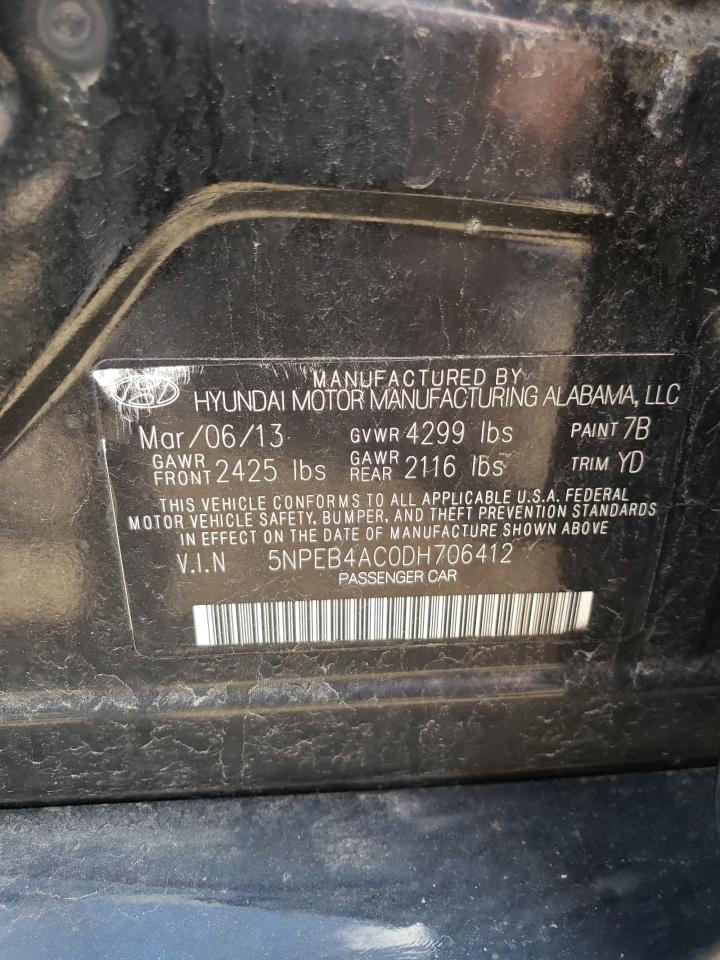 MANUFACTURED BY
HYUNDAI MOTOR MANUFACTURING ALABAMA, LLC
Mar/06/13 GVWR 4299 lbs PAINT 7B
GAWR FRONT 2425 lbs GAWR REAR 2116 lbs TRIM YD
THIS VEHICLE CONFORMS TO ALL APPLICABLE U.S.A. FEDERAL
MOTOR VEHICLE SAFETY, BUMPER, AND THEFT PREVENTION STANDARDS
IN EFFECT ON THE DATE OF MANUFACTURE SHOWN ABOVE
V.I.N 5NPEB4AC0DH706412
PASSENGER CAR